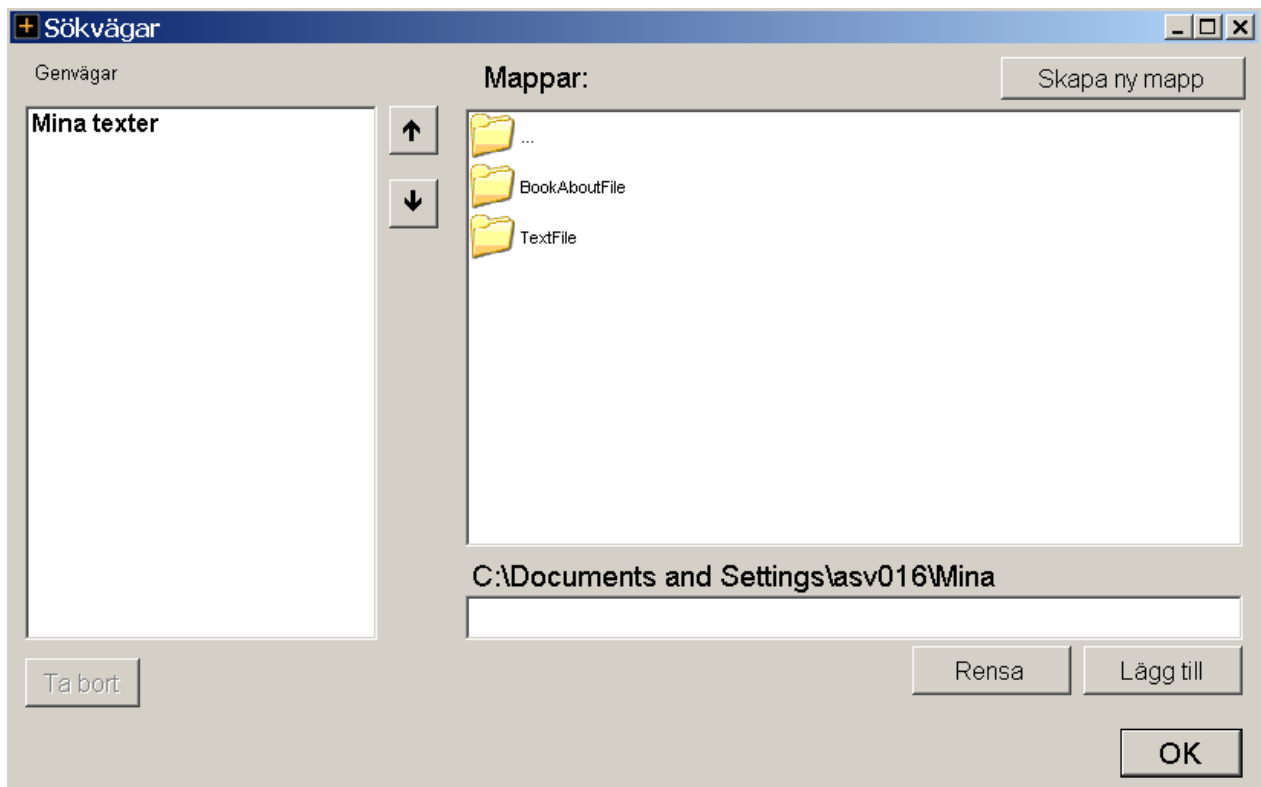 Sökvägar
Genvägar
Mappar:
Skapa ny mapp
Mina texter
...
BookAboutFile
TextFile
C:\Documents and Settings\asv016\Mina
Rensa
Lägg till
Ta bort
OK